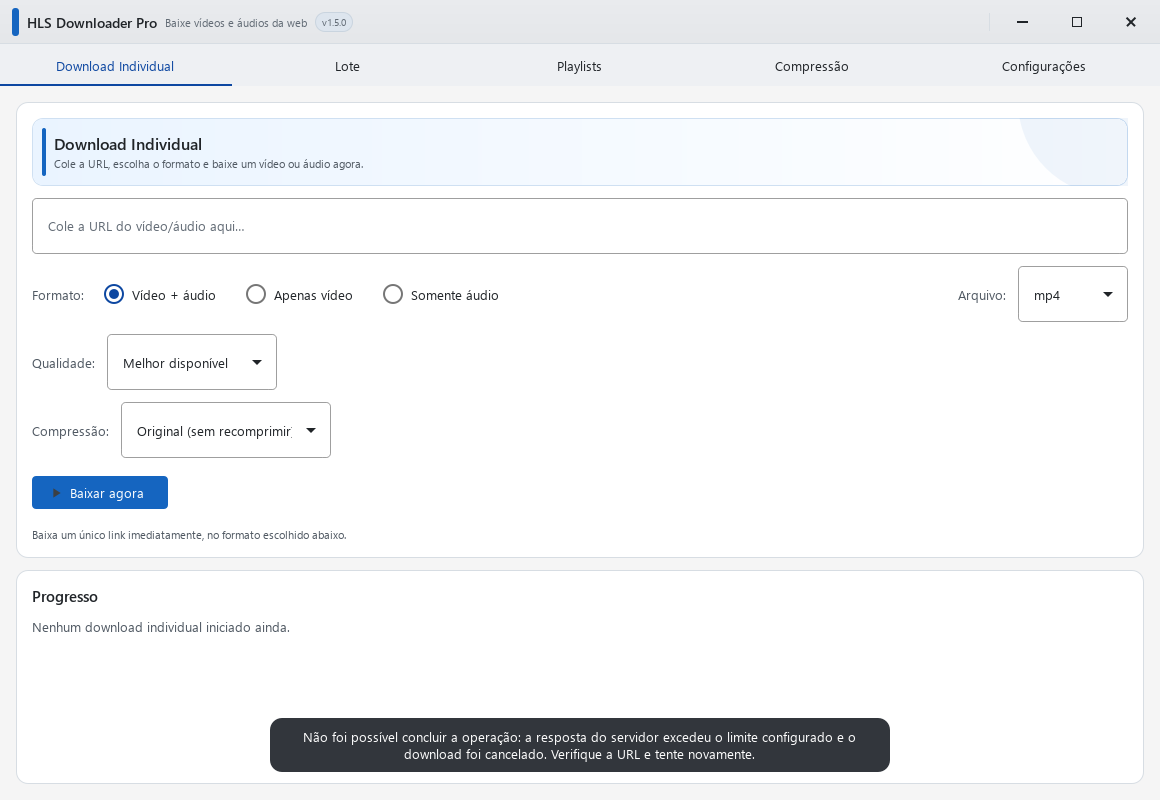 HLS Downloader Pro Baixe vídeos e áudios da web v1.5.0
Download Individual Lote Playlists Compressão Configurações
Download Individual
Cole a URL, escolha o formato e baixe um vídeo ou áudio agora.
Cole a URL do vídeo/áudio aqui...
Formato: Vídeo + áudio Apenas vídeo Somente áudio Arquivo: mp4
Qualidade: Melhor disponível
Compressão: Original (sem recomprimir)
Baixar agora
Baixa um único link imediatamente, no formato escolhido abaixo.
Progresso
Nenhum download individual iniciado ainda.
Não foi possível concluir a operação: a resposta do servidor excedeu o limite configurado e o
download foi cancelado. Verifique a URL e tente novamente.